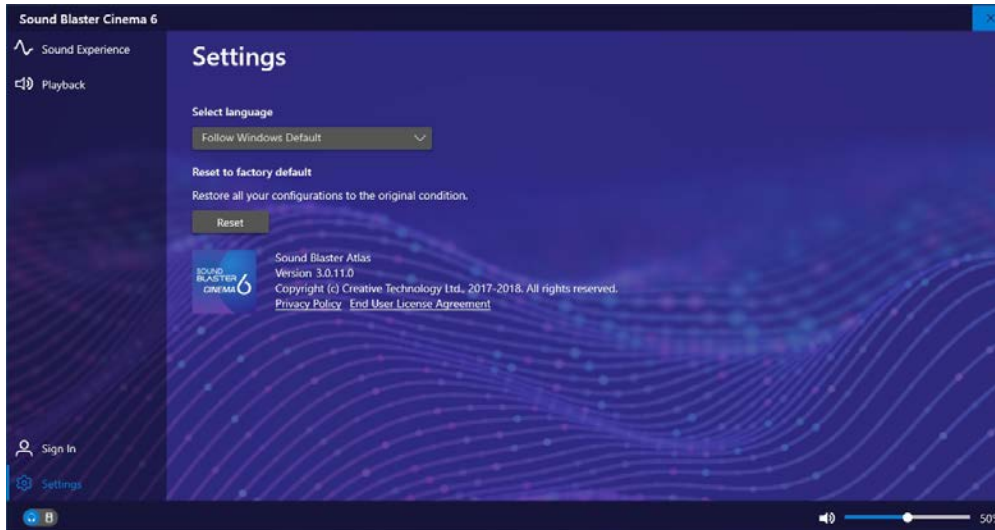 Sound Blaster Cinema 6
Sound Experience
Playback
Settings
Select language
Follow Windows Default
Reset to factory default
Restore all your configurations to the original condition.
Reset
SOUND
BLASTER
CINEMA 6
Sound Blaster Atlas
Version 3.0.11.0
Copyright (c) Creative Technology Ltd., 2017-2018. All rights reserved.
Privacy Policy End User License Agreement
Sign In
Settings
50%